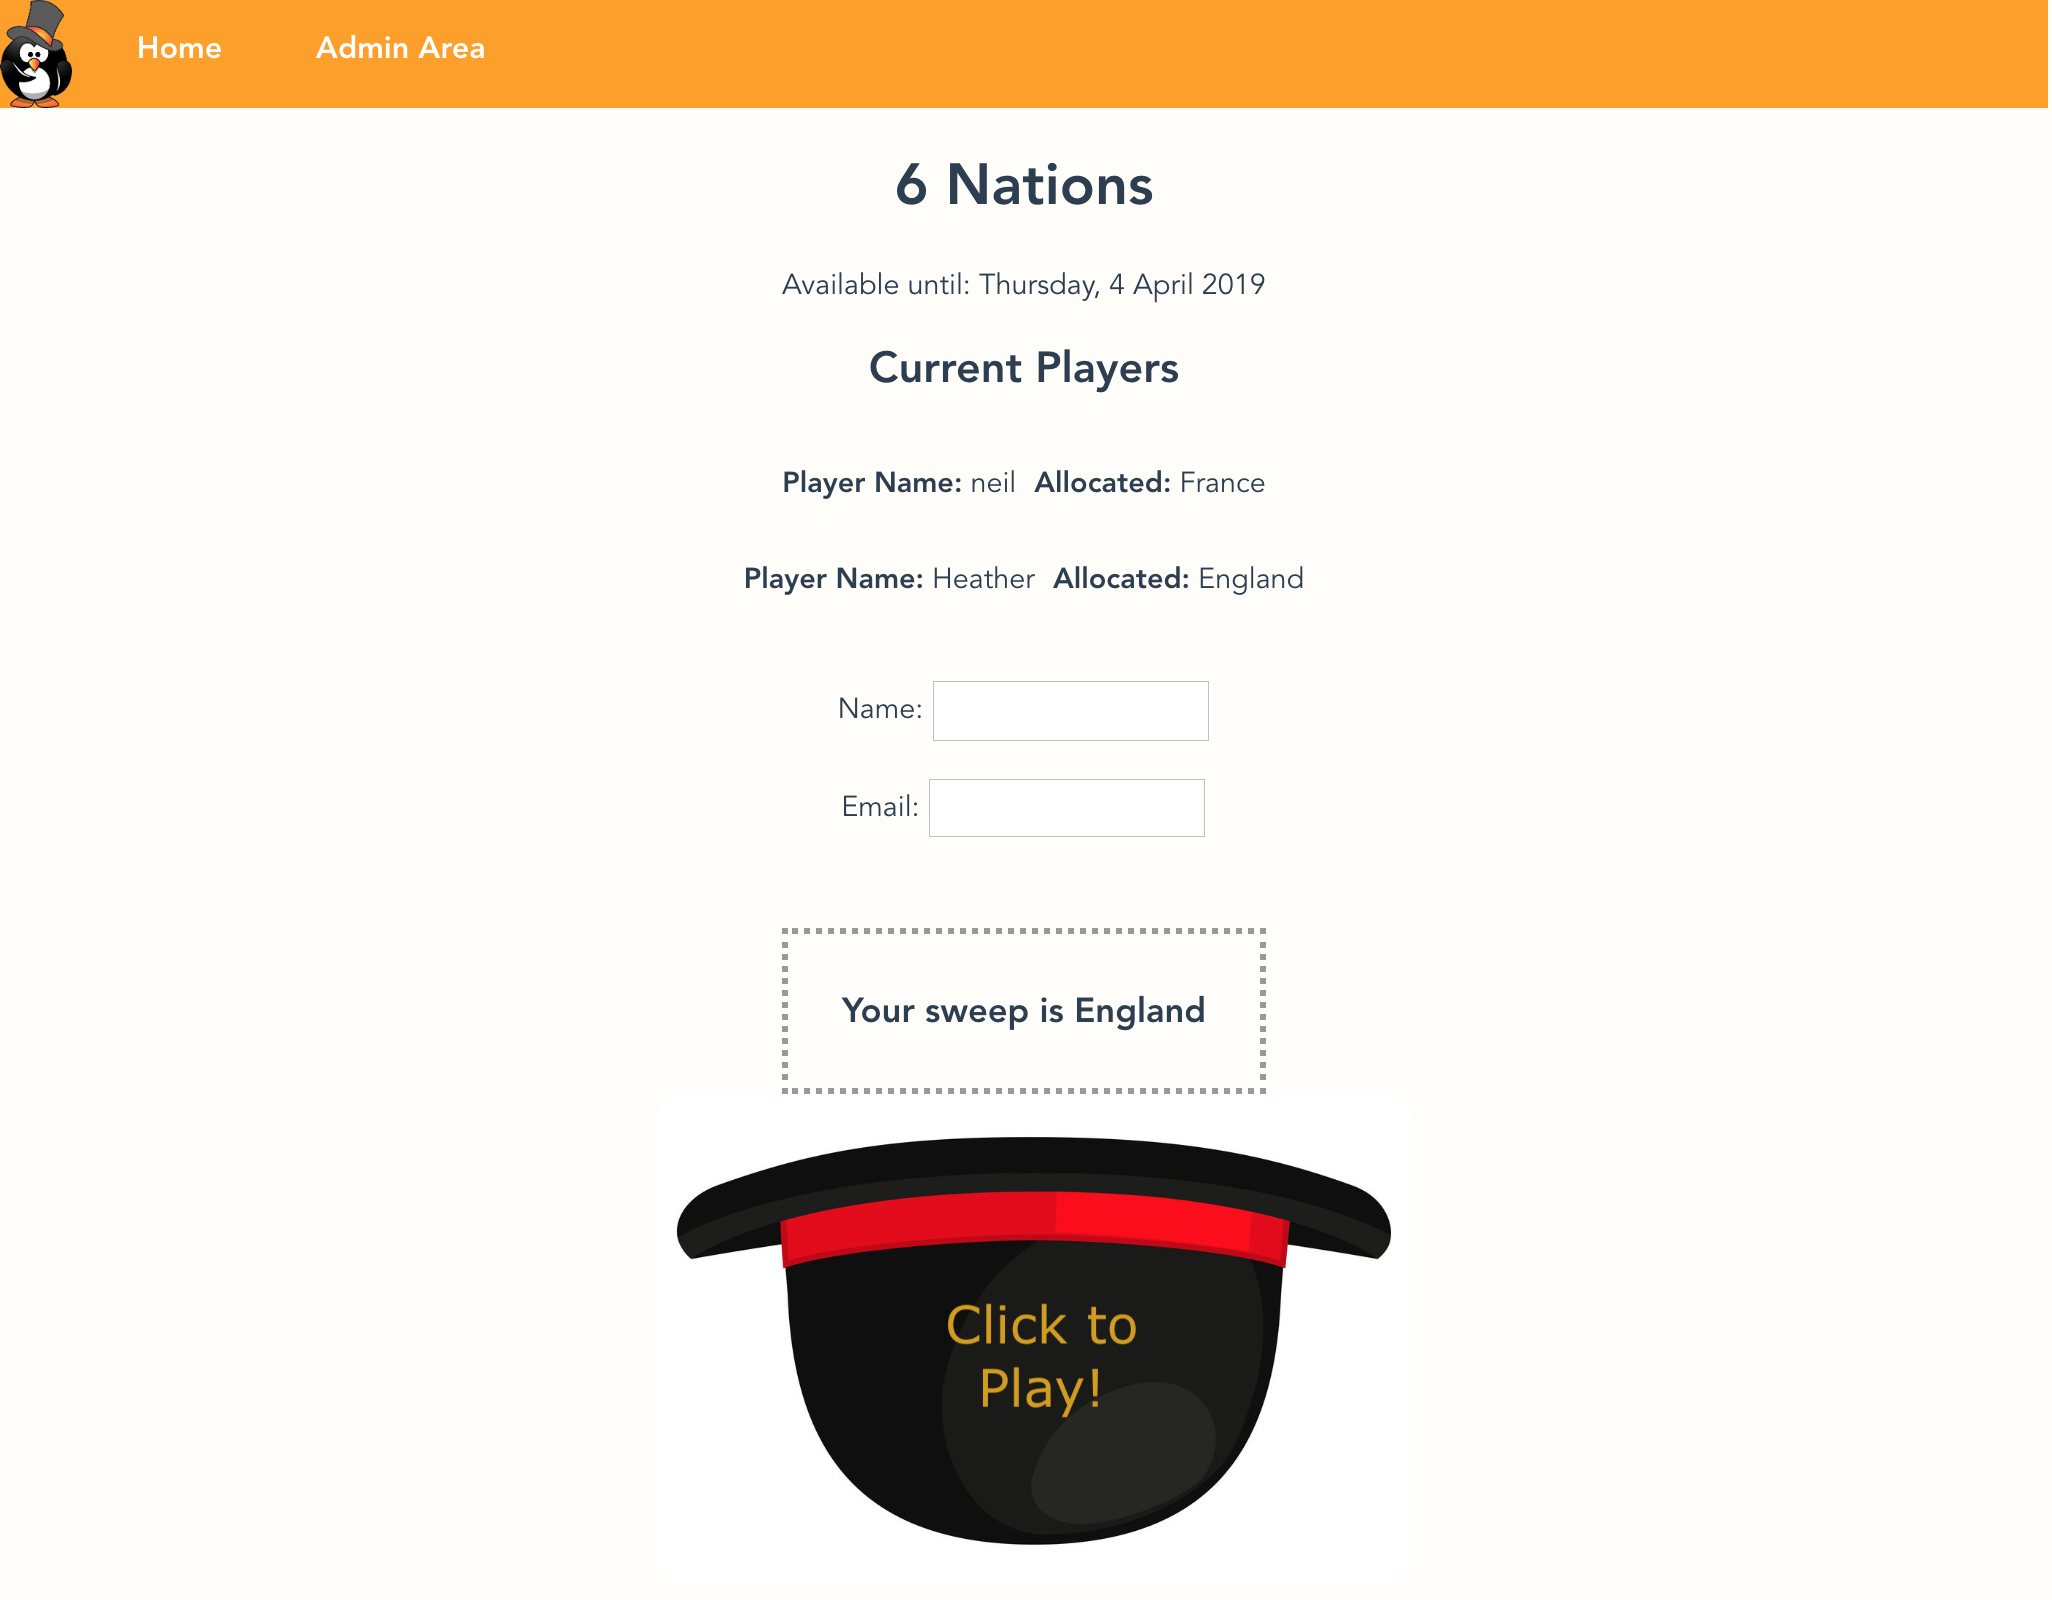 Home Admin Area
6 Nations
Available until: Thursday, 4 April 2019
Current Players
Player Name: neil Allocated: France
Player Name: Heather Allocated: England
Name:
Email:
Your sweep is England
Click to
Play!